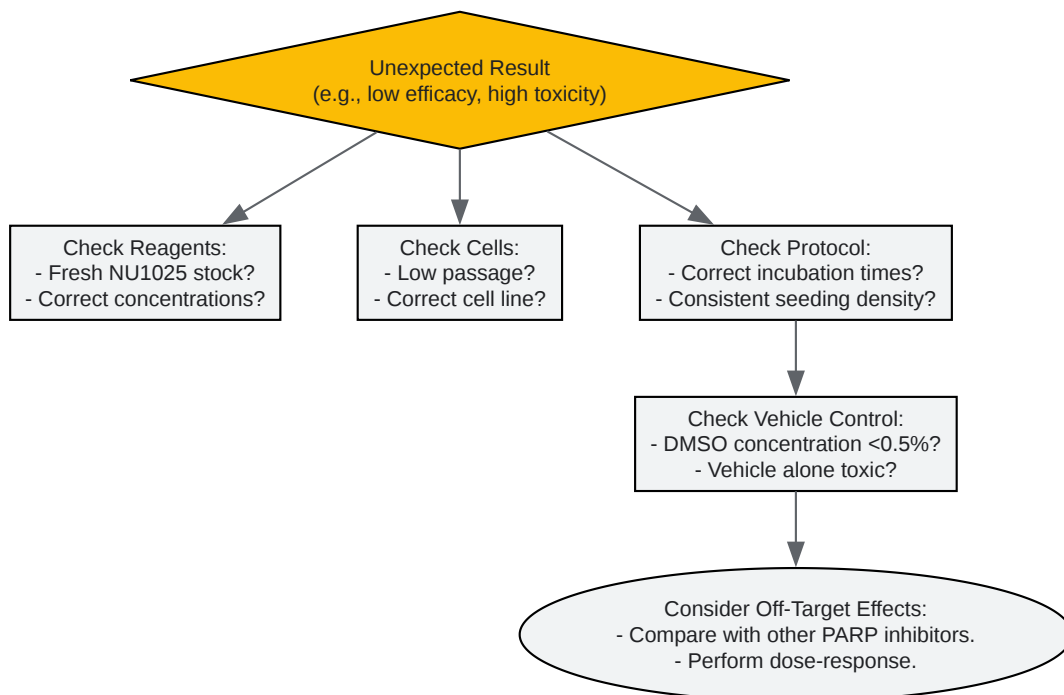 Unexpected Result
(e.g., low efficacy, high toxicity)
Check Reagents:
- Fresh NU1025 stock?
- Correct concentrations?
Check Cells:
- Low passage?
- Correct cell line?
Check Protocol:
- Correct incubation times?
- Consistent seeding density?
Check Vehicle Control:
- DMSO concentration <0.5%?
- Vehicle alone toxic?
Consider Off-Target Effects:
- Compare with other PARP inhibitors.
- Perform dose-response.